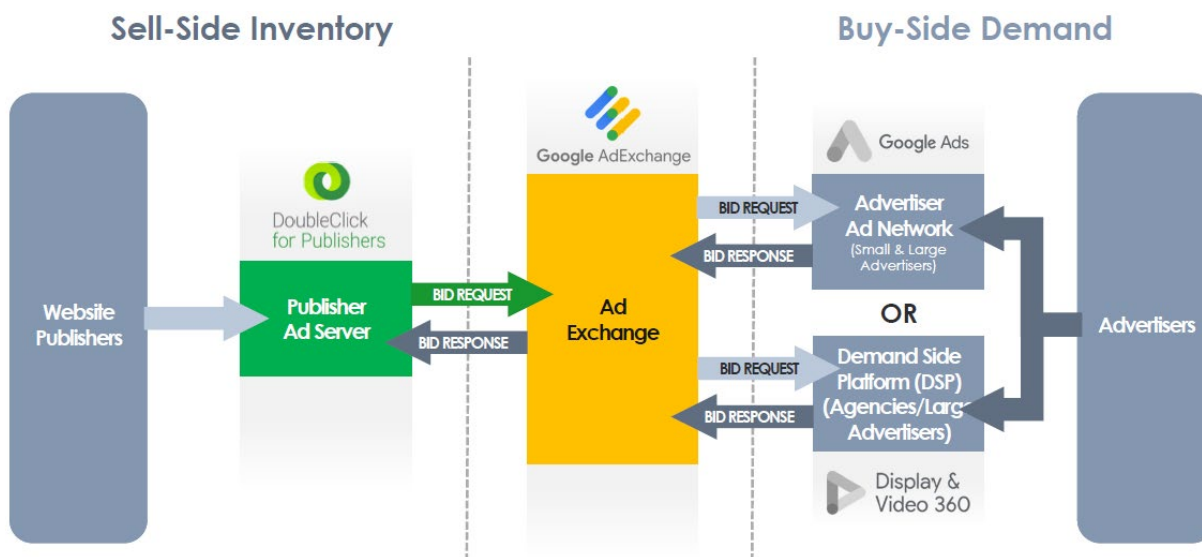 Sell-Side Inventory
Buy-Side Demand
Website
Publishers
DoubleClick
for Publishers
Publisher
Ad Server
BID REQUEST
BID RESPONSE
Google AdExchange
Ad
Exchange
BID REQUEST
BID RESPONSE
BID REQUEST
BID RESPONSE
Google Ads
Advertiser
Ad Network
(Small & Large
Advertisers)
OR
Demand Side
Platform (DSP)
(Agencies/Large
Advertisers)
Display &
Video 360
Advertisers